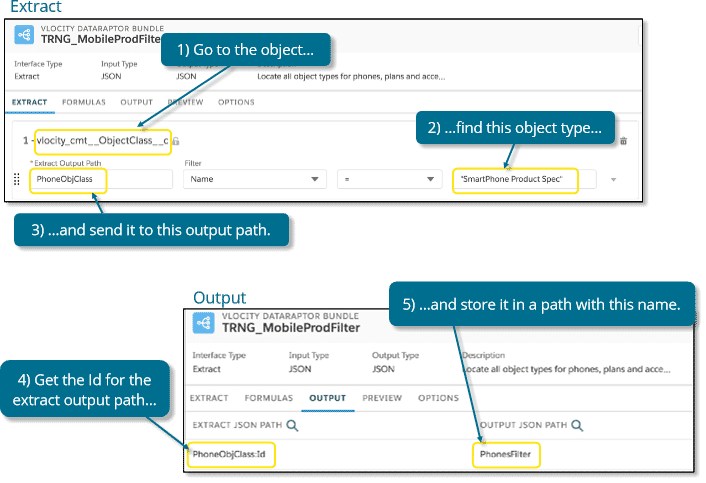 Extract
VLOCITY DATARAPTOR BUNDLE
TRNG_MobileProdFilter
1) Go to the object...
Interface Type
Extract
Input Type
JSON
JSON
Locate all object types for phones, plans and acce...
EXTRACT FORMULAS OUTPUT PREVIEW OPTIONS
2) ...find this object type...
1 - vlocity_cmt__ObjectClass__c
*Extract Output Path
Filter
PhoneObjClass
Name
=
"SmartPhone Product Spec"
3) ...and send it to this output path.
Output
5) ...and store it in a path with this name.
VLOCITY DATARAPTOR BUNDLE
TRNG_MobileProdFilter
Interface Type
Extract
Input Type
JSON
Output Type
JSON
Description
Locate all object types for phones, plans and acce...
4) Get the Id for the
extract output path...
EXTRACT FORMULAS OUTPUT PREVIEW OPTIONS
EXTRACT JSON PATH
OUTPUT JSON PATH
PhoneObjClass:Id
PhonesFilter